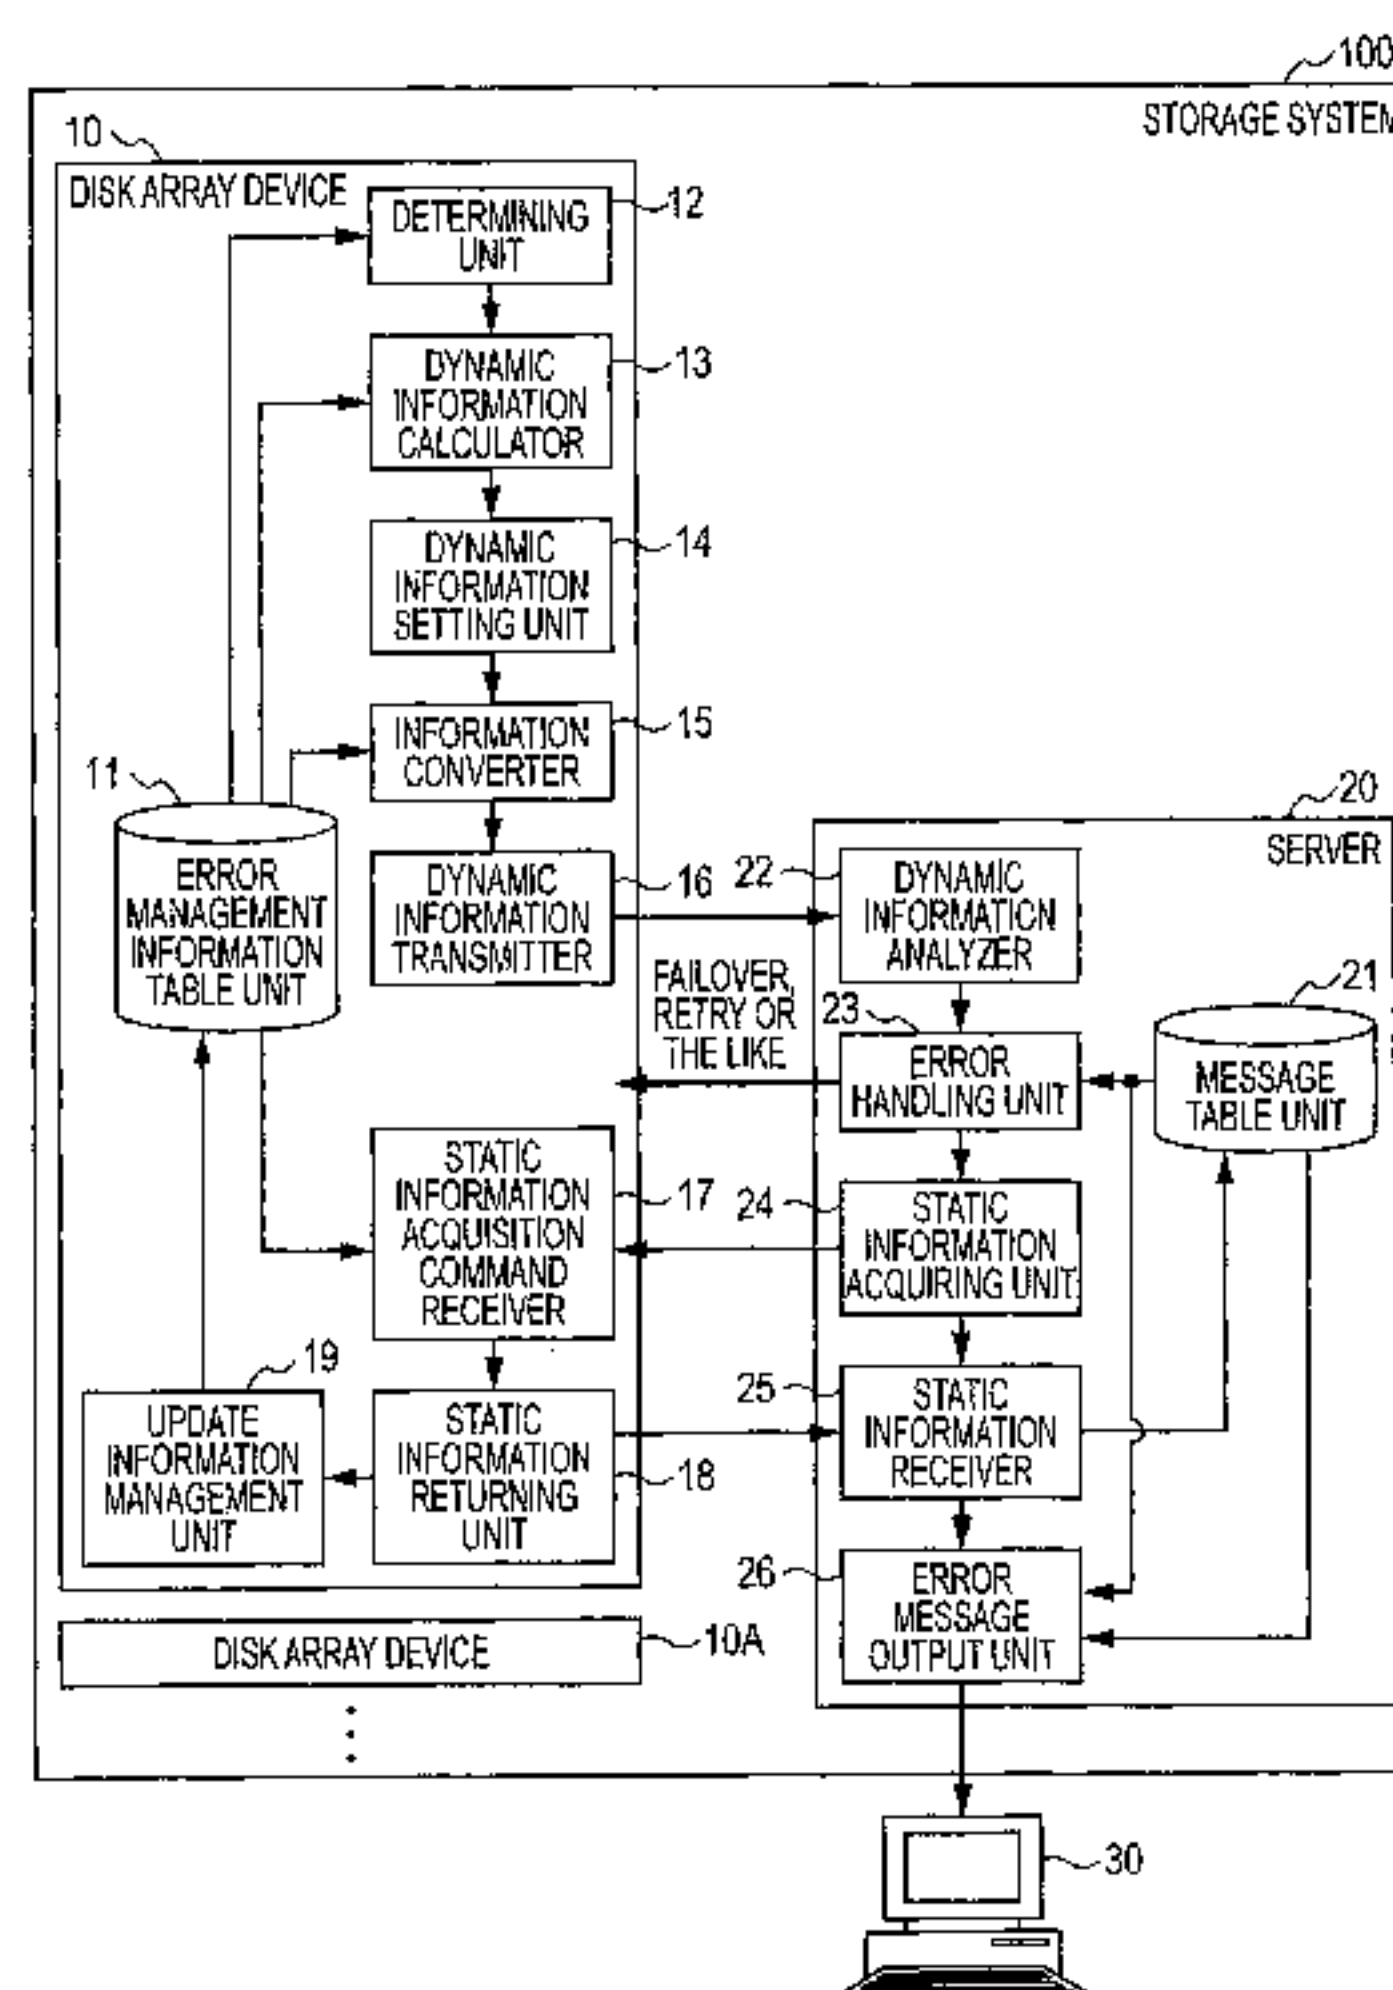 100
STORAGE SYSTEM
10
DISK ARRAY DEVICE
DETERMINING
UNIT
12
DYNAMIC
INFORMATION
CALCULATOR
13
DYNAMIC
INFORMATION
SETTING UNIT
14
INFORMATION
CONVERTER
15
11
ERROR
MANAGEMENT
INFORMATION
TABLE UNIT
DYNAMIC
INFORMATION
TRANSMITTER
16
20
SERVER
22
DYNAMIC
INFORMATION
ANALYZER
FAILOVER,
RETRY OR
THE LIKE
23
ERROR
HANDLING UNIT
21
MESSAGE
TABLE UNIT
STATIC
INFORMATION
ACQUISITION
COMMAND
RECEIVER
17
24
STATIC
INFORMATION
ACQUIRING UNIT
19
UPDATE
INFORMATION
MANAGEMENT
UNIT
STATIC
INFORMATION
RETURNING
UNIT
18
25
STATIC
INFORMATION
RECEIVER
26
ERROR
MESSAGE
OUTPUT UNIT
DISK ARRAY DEVICE
10A
30